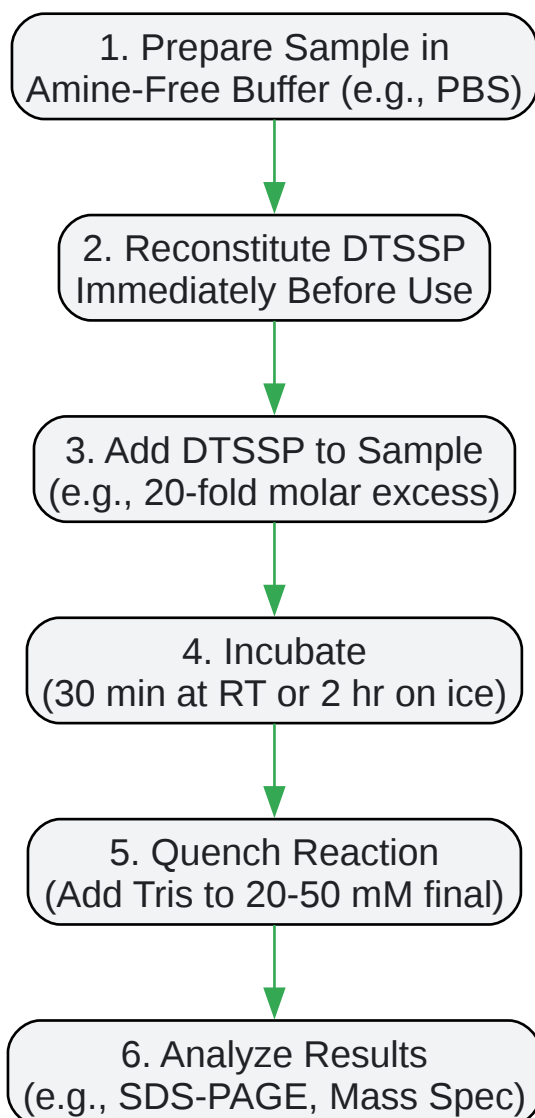 1. Prepare Sample in
Amine-Free Buffer (e.g., PBS)
2. Reconstitute DTSSP
Immediately Before Use
3. Add DTSSP to Sample
(e.g., 20-fold molar excess)
4. Incubate
(30 min at RT or 2 hr on ice)
5. Quench Reaction
(Add Tris to 20-50 mM final)
6. Analyze Results
(e.g., SDS-PAGE, Mass Spec)